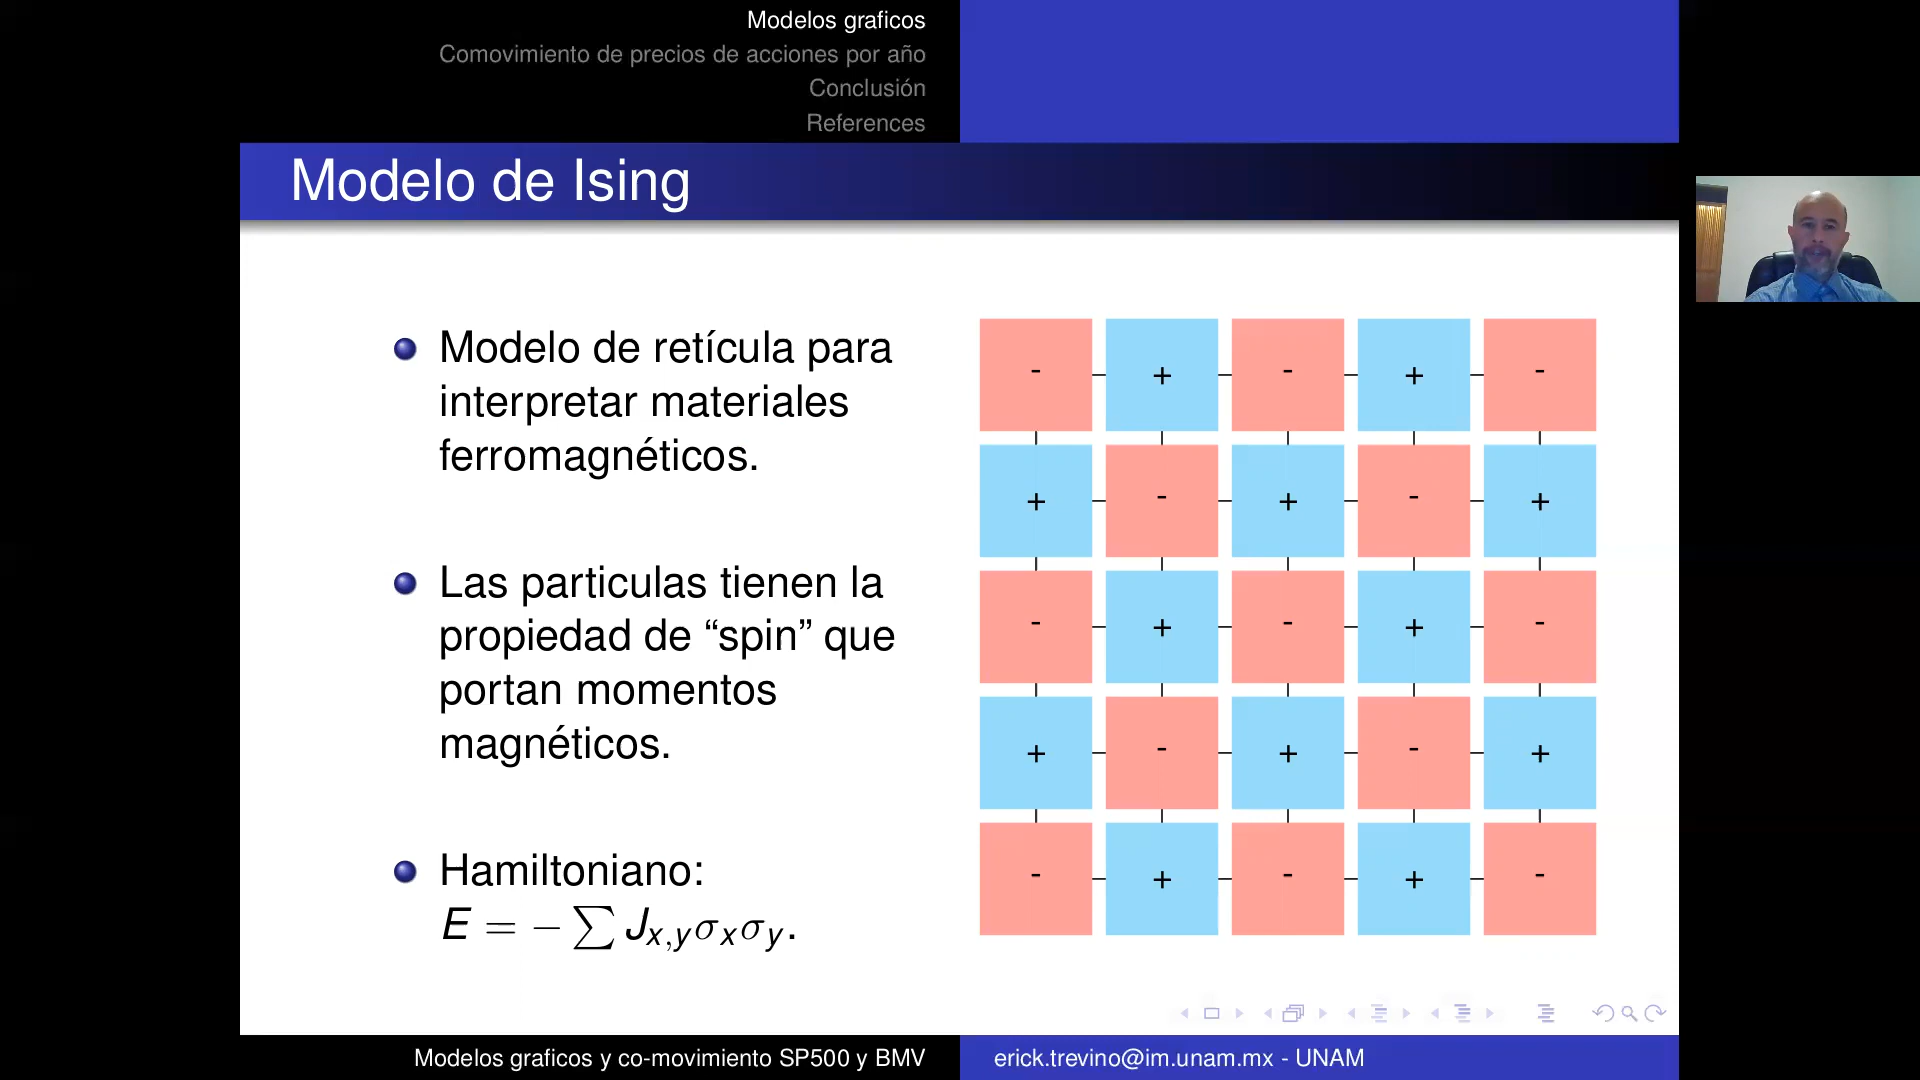 Modelos graficos
Comovimiento de precios de acciones por año
Conclusión
References
Modelo de Ising
Modelo de retícula para
interpretar materiales
ferromagnéticos.
Las particulas tienen la
propiedad de “spin” que
portan momentos
magnéticos.
Hamiltoniano:
E = − ∑ Jx,yσxσy.
- + - + -
+ - + - +
- + - + -
+ - + - +
- + - + -
Modelos graficos y co-movimiento SP500 y BMV
erick.trevino@im.unam.mx - UNAM